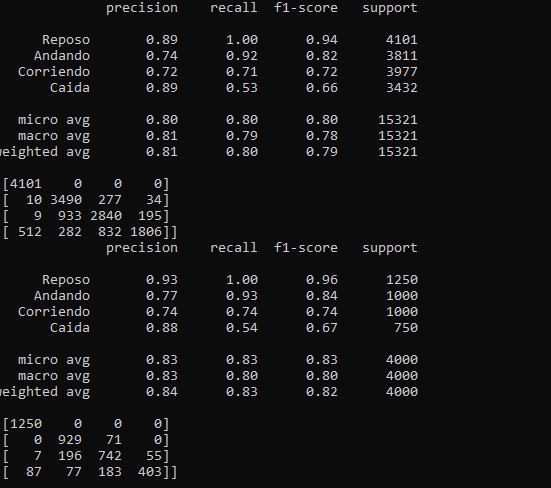 precision recall f1-score support
Reposo 0.89 1.00 0.94 4101
Andando 0.74 0.92 0.82 3811
Corriendo 0.72 0.71 0.72 3977
Caida 0.89 0.53 0.66 3432
micro avg 0.80 0.80 0.80 15321
macro avg 0.81 0.79 0.78 15321
weighted avg 0.81 0.80 0.79 15321
[4101 0 0 0]
[ 10 3490 277 34]
[ 9 933 2840 195]
[ 512 282 832 1806]]
precision recall f1-score support
Reposo 0.93 1.00 0.96 1250
Andando 0.77 0.93 0.84 1000
Corriendo 0.74 0.74 0.74 1000
Caida 0.88 0.54 0.67 750
micro avg 0.83 0.83 0.83 4000
macro avg 0.83 0.80 0.80 4000
weighted avg 0.84 0.83 0.82 4000
[1250 0 0 0]
[ 0 929 71 0]
[ 7 196 742 55]
[ 87 77 183 403]]